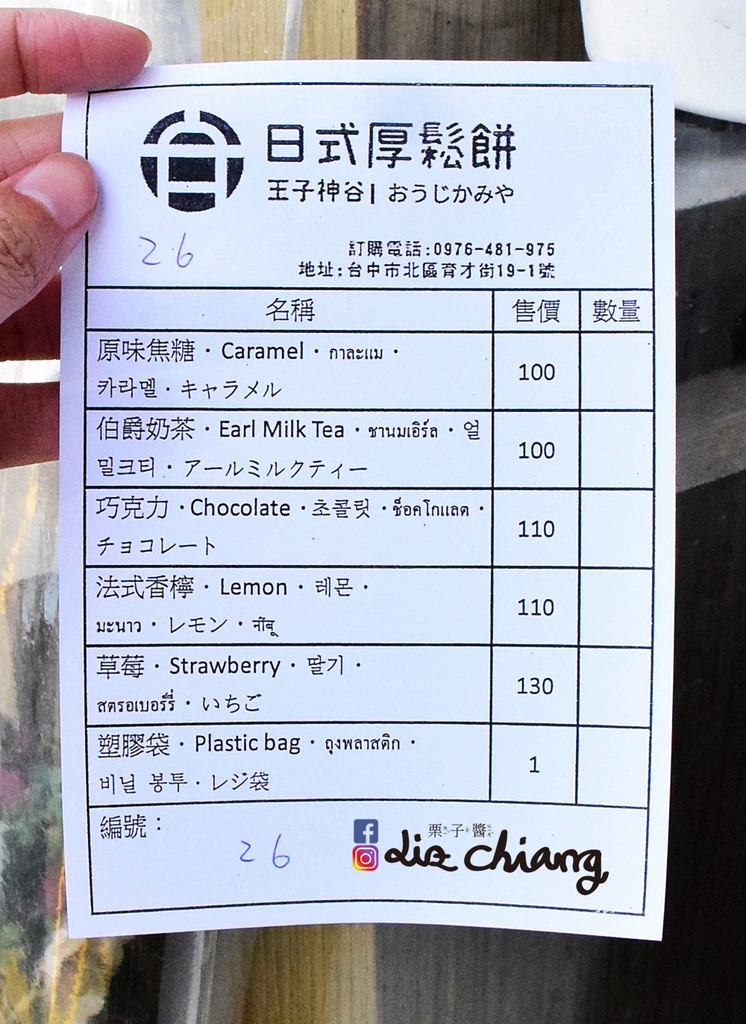 日式厚鬆餅
王子神谷| おうじかみや
26
訂購電話:0976-481-975
地址:台中市北區育才街19-1號
名稱 售價 數量
原味焦糖・Caramel・กาละแม・
카라멜・キャラメル 100
伯爵奶茶・Earl Milk Tea・ชานมเอิร์ล・얼
밀크티・アールミルクティー 100
巧克力・Chocolate・초콜릿・ช็อคโกแลต・
チョコレート 110
法式香檸・Lemon・레몬・
มะนาว・レモン・नींबू 110
草莓・Strawberry・딸기・
สตรอเบอร์รี่・いちご 130
塑膠袋・Plastic bag・ถุงพลาสติก・
비닐 봉투・レジ袋 1
編號：
26
栗子醬
Liz chiang